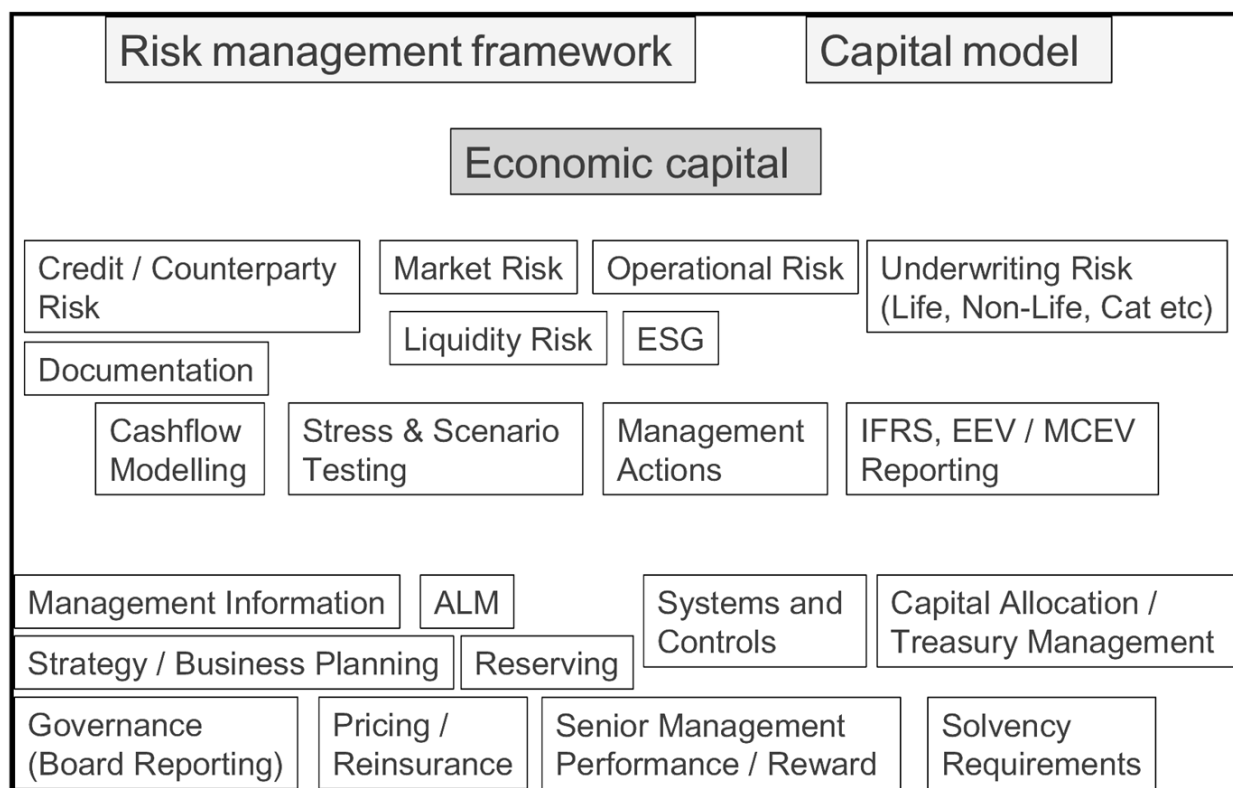 Risk management framework
Capital model
Economic capital
Credit / Counterparty
Risk
Market Risk
Operational Risk
Underwriting Risk
(Life, Non-Life, Cat etc)
Liquidity Risk
ESG
Documentation
Cashflow
Modelling
Stress & Scenario
Testing
Management
Actions
IFRS, EEV / MCEV
Reporting
Management Information
ALM
Systems and
Controls
Capital Allocation /
Treasury Management
Strategy / Business Planning
Reserving
Governance
(Board Reporting)
Pricing /
Reinsurance
Senior Management
Performance / Reward
Solvency
Requirements